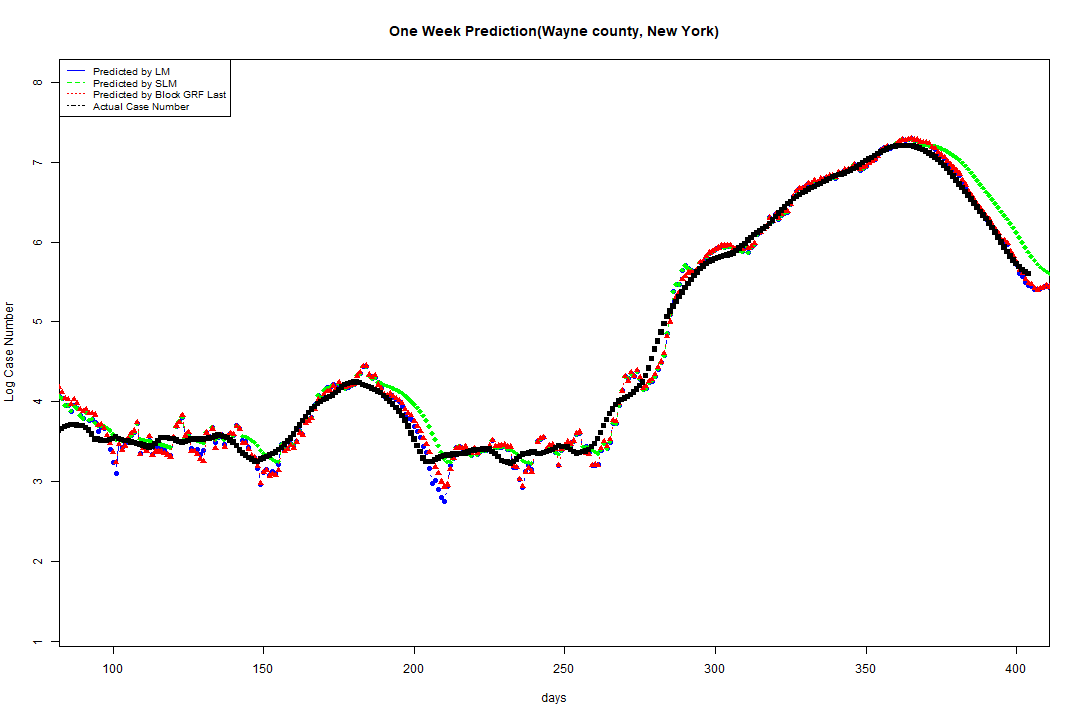 One Week Prediction(Wayne county, New York)
Predicted by LM
Predicted by SLM
Predicted by Block GRF Last
Actual Case Number
Log Case Number
8
7
6
5
4
3
2
1
100 150 200 250 300 350 400
days